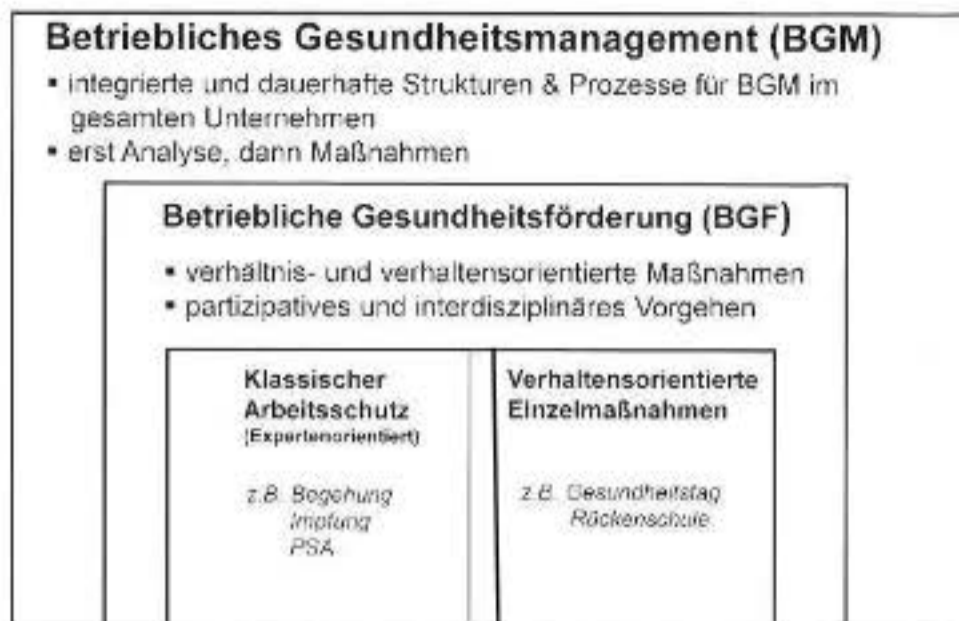 Betriebliches Gesundheitsmanagement (BGM)
▪ integrierte und dauerhafte Strukturen & Prozesse für BGM im
gesamten Unternehmen
▪ erst Analyse, dann Maßnahmen
Betriebliche Gesundheitsförderung (BGF)
▪ verhältnis- und verhaltensorientierte Maßnahmen
▪ partizipatives und interdisziplinäres Vorgehen
Klassischer
Arbeitsschutz
(Expertenorientiert)
z.B. Begehung
Impfung
PSA
Verhaltensorientierte
Einzelmaßnahmen
z.B. Gesundheitstag
Rückenschule